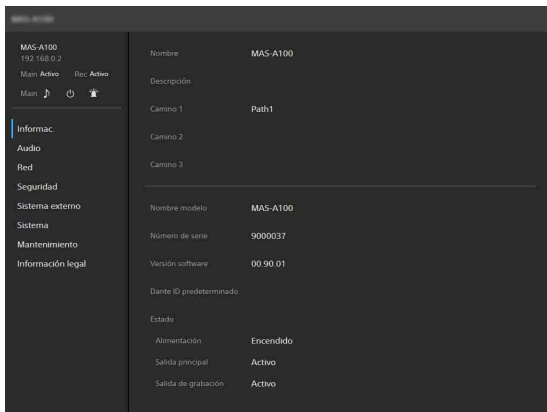 MAS-A100
192.168.0.2
Main Activo Rec Activo
Main
Informac.
Audio
Red
Seguridad
Sistema externo
Sistema
Mantenimiento
Información legal
Nombre MAS-A100
Descripción
Camino 1 Path1
Camino 2
Camino 3
Nombre modelo MAS-A100
Número de serie 9000037
Versión software 00.90.01
Dante ID predeterminado
Estado
Alimentación Encendido
Salida principal Activo
Salida de grabación Activo